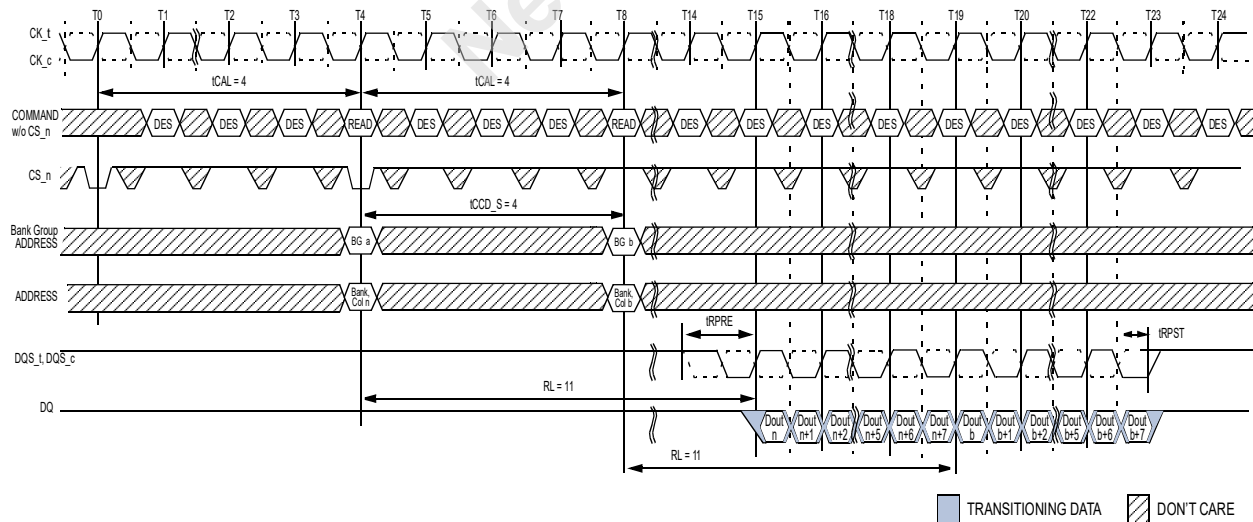 T0 T1 T2 T3 T4 T5 T6 T7 T8 T14 T15 T16 T18 T19 T20 T22 T23 T24
CK_t
CK_c
tCAL = 4 tCAL = 4
COMMAND
w/o CS_n
DES DES DES READ DES DES DES READ DES DES DES DES DES DES DES DES DES
CS_n
tCCD_S = 4
Bank Group
ADDRESS
BG a BG b
ADDRESS
Bank, Bank,
Col n Col b
tRPRE tRPST
DQS_t, DQS_c
RL = 11
DQ
Dout Dout Dout Dout Dout Dout Dout Dout Dout Dout Dout Dout
n n+1 n+2 n+5 n+6 n+7 b b+1 b+2 b+5 b+6 b+7
RL = 11
TRANSITIONING DATA DON'T CARE